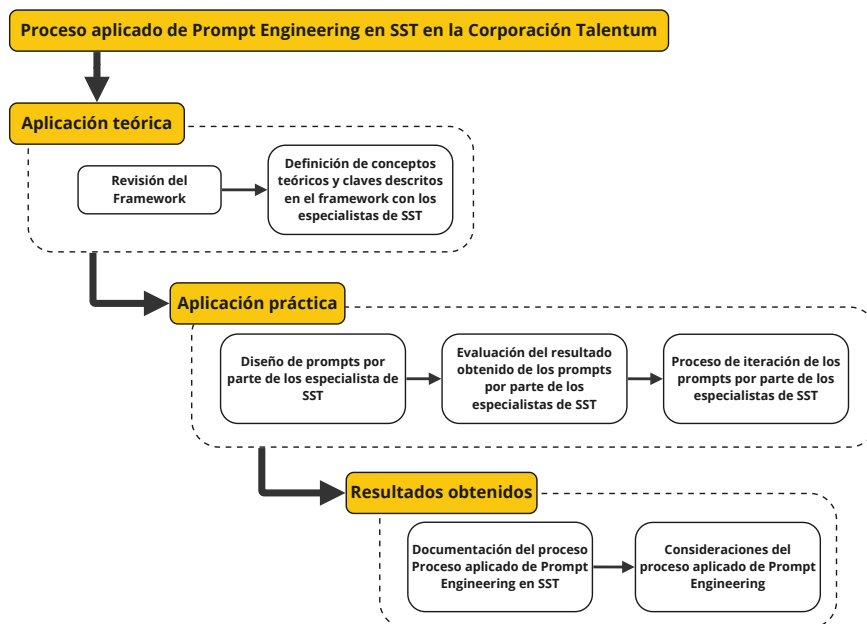 Proceso aplicado de Prompt Engineering en SST en la Corporación Talentum
Aplicación teórica
Revisión del
Framework
Definición de conceptos
teóricos y claves descritos
en el framework con los
especialistas de SST
Aplicación práctica
Diseño de prompts por
parte de los especialista de
SST
Evaluación del resultado
obtenido de los prompts
por parte de los
especialistas de SST
Proceso de iteración de los
prompts por parte de los
especialistas de SST
Resultados obtenidos
Documentación del proceso
Proceso aplicado de Prompt
Engineering en SST
Consideraciones del
proceso aplicado de Prompt
Engineering